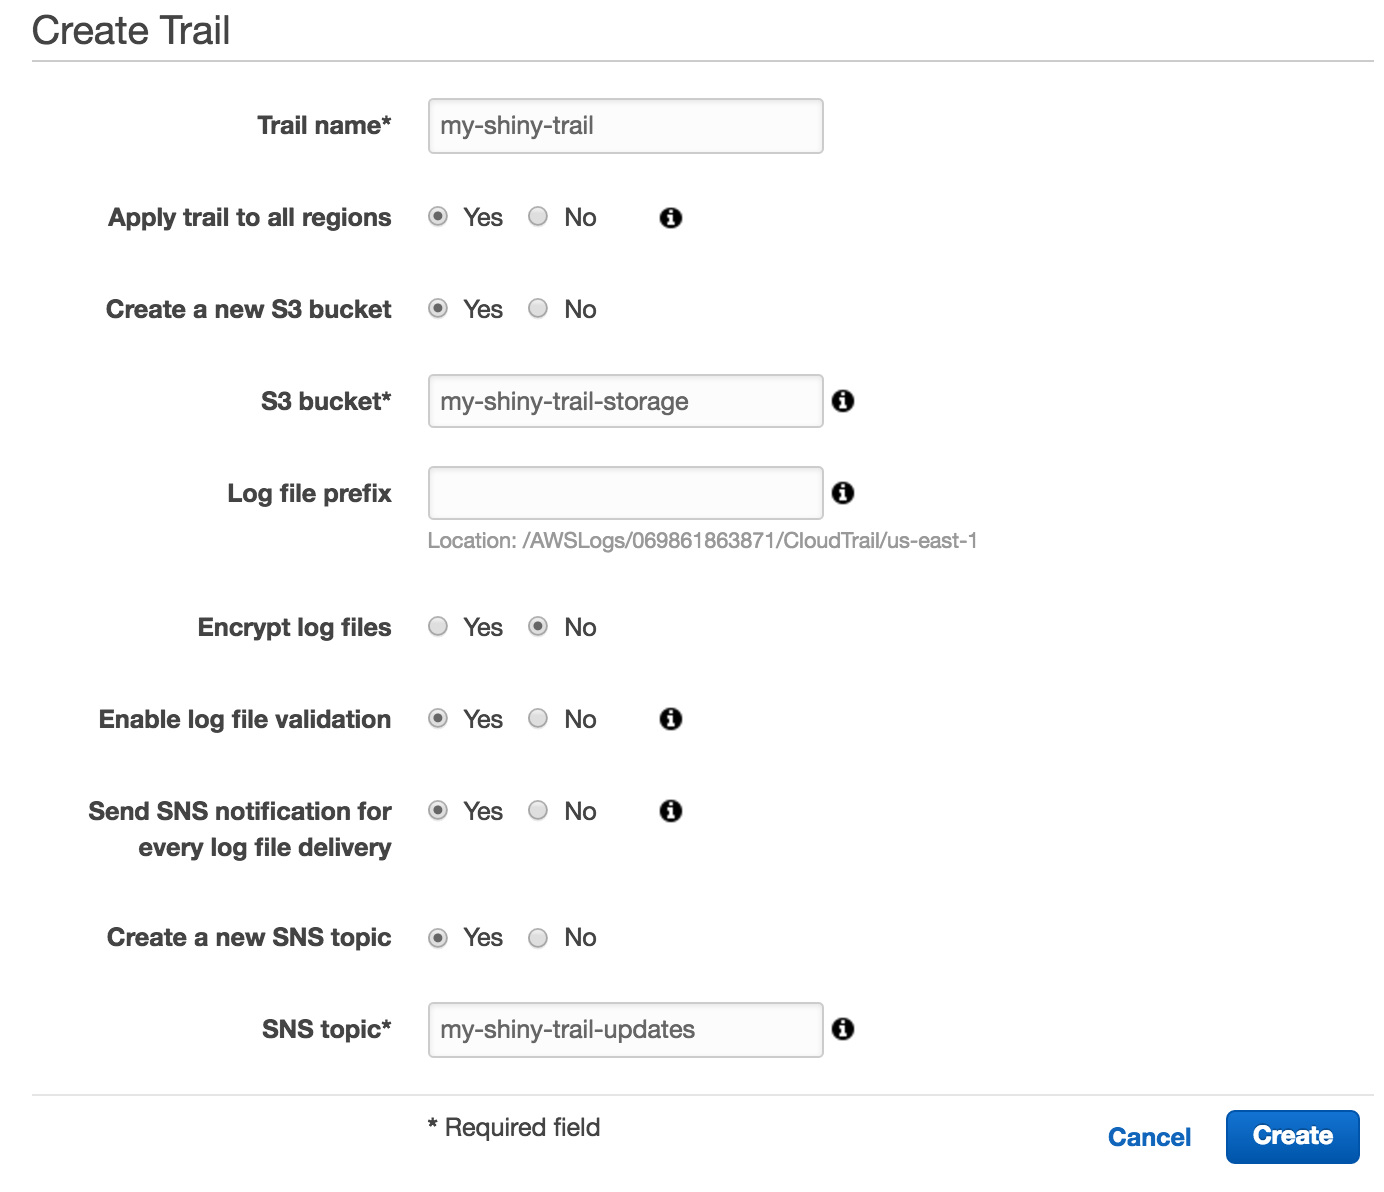 Create Trail
Trail name* my-shiny-trail
Apply trail to all regions Yes No
Create a new S3 bucket Yes No
S3 bucket* my-shiny-trail-storage
Log file prefix
Location: /AWSLogs/069861863871/CloudTrail/us-east-1
Encrypt log files Yes No
Enable log file validation Yes No
Send SNS notification for Yes No
every log file delivery
Create a new SNS topic Yes No
SNS topic* my-shiny-trail-updates
* Required field
Cancel Create